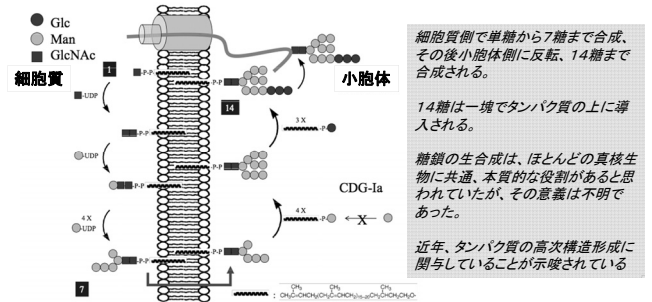 Glc
Man
GlcNAc
細胞質
小胞体
1
P-P-
-UDP
-P-P
14
3 X
-P-
-P-P
-UDP
-P-P
CDG-Ia
4 X
-P-
X
4 X
-UDP
-P-P
7
CH₃
CH₃
CH₃
細胞質側で単糖から7糖まで合成、
その後小胞体側に反転、14糖まで
合成される。
14糖は一塊でタンパク質の上に導
入される。
糖鎖の生合成は、ほとんどの真核生
物に共通、本質的な役割があると思
われていたが、その意義は不明で
あった。
近年、タンパク質の高次構造形成に
関与していることが示唆されている